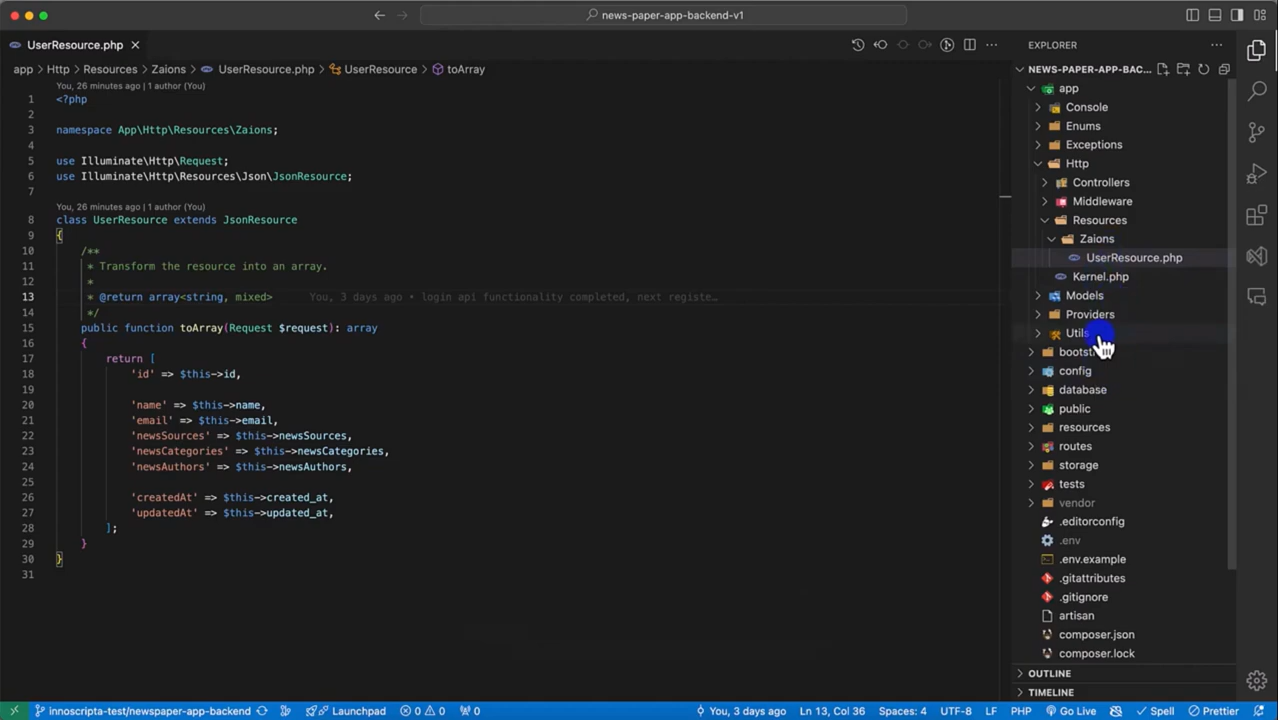 news-paper-app-backend-v1
UserResource.php
app > Http > Resources > Zaions > UserResource.php > UserResource > toArray
You, 26 minutes ago | 1 author (You)
1 <?php
2
3 namespace App\Http\Resources\Zaions;
4
5 use Illuminate\Http\Request;
6 use Illuminate\Http\Resources\Json\JsonResource;
7
You, 26 minutes ago | 1 author (You)
8 class UserResource extends JsonResource
9 {
10 /**
11 * Transform the resource into an array.
12 *
13 * @return array<string, mixed> You, 3 days ago • login api functionality completed, next registe…
14 */
15 public function toArray(Request $request): array
16 {
17 return [
18 'id' => $this->id,
19
20 'name' => $this->name,
21 'email' => $this->email,
22 'newsSources' => $this->newsSources,
23 'newsCategories' => $this->newsCategories,
24 'newsAuthors' => $this->newsAuthors,
25
26 'createdAt' => $this->created_at,
27 'updatedAt' => $this->updated_at,
28 ];
29 }
30 }
31
EXPLORER
NEWS-PAPER-APP-BAC...
app
Console
Enums
Exceptions
Http
Controllers
Middleware
Resources
Zaions
UserResource.php
Kernel.php
Models
Providers
Utils
config
database
public
resources
routes
storage
tests
vendor
.editorconfig
.env
.env.example
.gitattributes
.gitignore
artisan
composer.json
composer.lock
OUTLINE
TIMELINE
innoscripta-test/newspaper-app-backend Launchpad 0 0 0 You, 3 days ago Ln 13, Col 36 Spaces: 4 UTF-8 LF PHP Go Live Spell Prettier